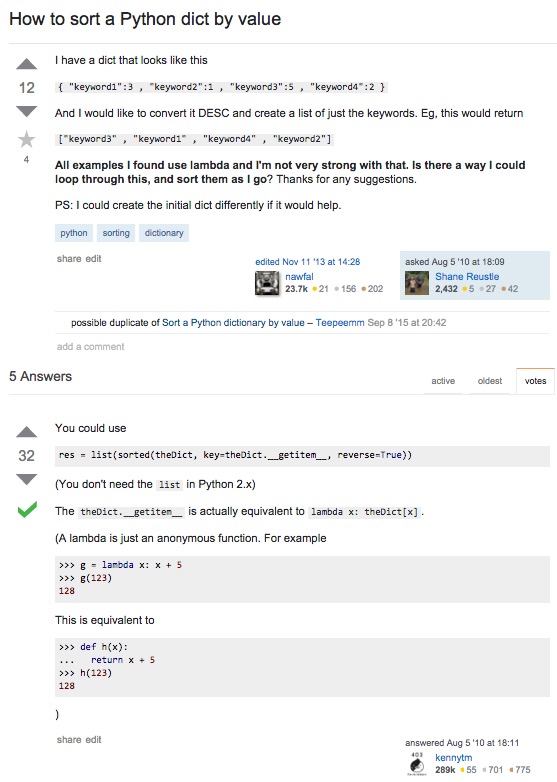 How to sort a Python dict by value
I have a dict that looks like this
12
{ "keyword1":3 , "keyword2":1 , "keyword3":5 , "keyword4":2 }
And I would like to convert it DESC and create a list of just the keywords. Eg, this would return
["keyword3" , "keyword1" , "keyword4" , "keyword2"]
4
All examples I found use lambda and I'm not very strong with that. Is there a way I could
loop through this, and sort them as I go? Thanks for any suggestions.
PS: I could create the initial dict differently if it would help.
python sorting dictionary
share edit
edited Nov 11 '13 at 14:28
nawfal
23.7k 21 156 202
asked Aug 5 '10 at 18:09
Shane Reustle
2,432 5 27 42
possible duplicate of Sort a Python dictionary by value – Teepeemm Sep 8 '15 at 20:42
add a comment
5 Answers
active oldest votes
You could use
32
res = list(sorted(theDict, key=theDict.__getitem__, reverse=True))
(You don't need the list in Python 2.x)
The theDict.__getitem__ is actually equivalent to lambda x: theDict[x].
(A lambda is just an anonymous function. For example
>>> g = lambda x: x + 5
>>> g(123)
128
This is equivalent to
>>> def h(x):
...   return x + 5
>>> h(123)
128
)
share edit
answered Aug 5 '10 at 18:11
kennytm
289k 55 701 775